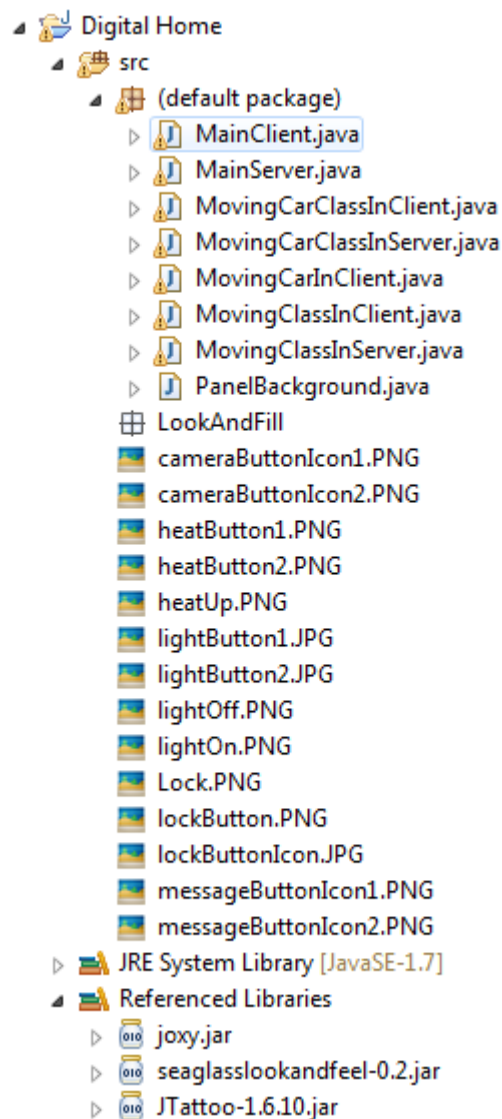 Digital Home
src
(default package)
MainClient.java
MainServer.java
MovingCarClassInClient.java
MovingCarClassInServer.java
MovingCarInClient.java
MovingClassInClient.java
MovingClassInServer.java
PanelBackground.java
LookAndFill
cameraButtonIcon1.PNG
cameraButtonIcon2.PNG
heatButton1.PNG
heatButton2.PNG
heatUp.PNG
lightButton1.JPG
lightButton2.JPG
lightOff.PNG
lightOn.PNG
Lock.PNG
lockButton.PNG
lockButtonIcon.JPG
messageButtonIcon1.PNG
messageButtonIcon2.PNG
JRE System Library [JavaSE-1.7]
Referenced Libraries
joxy.jar
seaglasslookandfeel-0.2.jar
JTattoo-1.6.10.jar